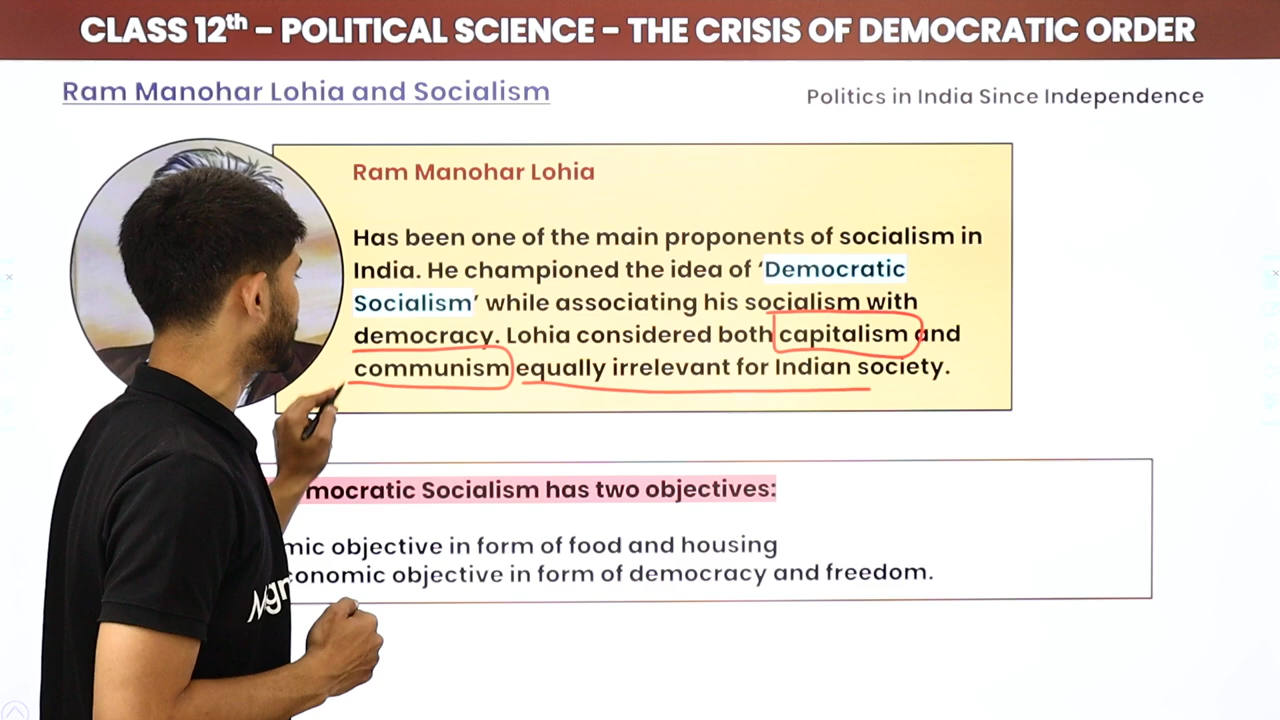 CLASS 12th – POLITICAL SCIENCE – THE CRISIS OF DEMOCRATIC ORDER
Ram Manohar Lohia and Socialism
Politics in India Since Independence
Ram Manohar Lohia
Has been one of the main proponents of socialism in
India. He championed the idea of ‘Democratic
Socialism’ while associating his socialism with
democracy. Lohia considered both capitalism and
communism equally irrelevant for Indian society.
mocratic Socialism has two objectives:
mic objective in form of food and housing
conomic objective in form of democracy and freedom.